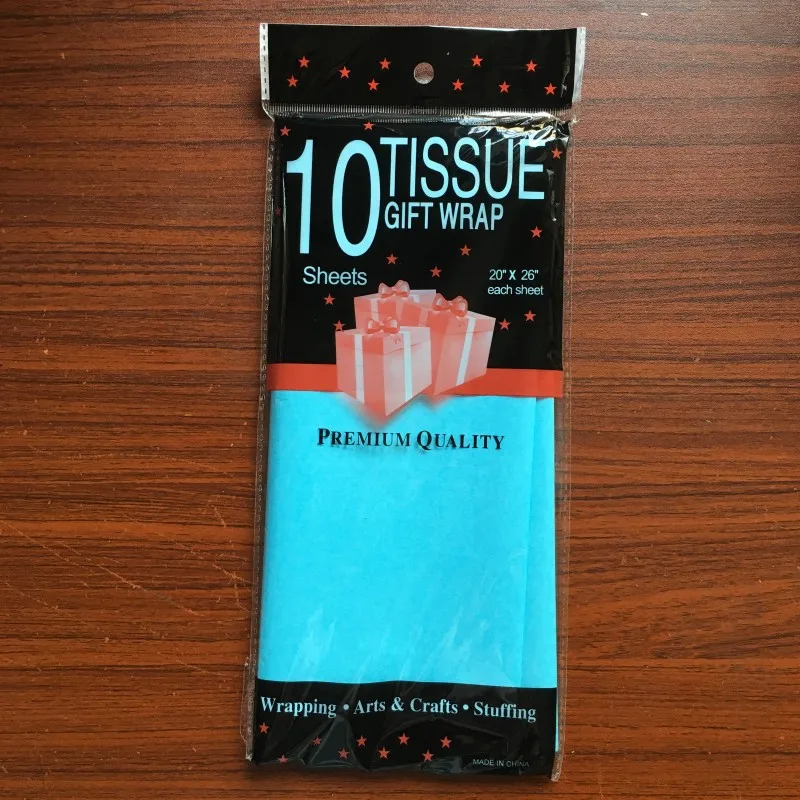 10 TISSUE
GIFT WRAP
Sheets
20" X 26"
each sheet
PREMIUM QUALITY
Wrapping • Arts & Crafts • Stuffing
MADE IN CHINA